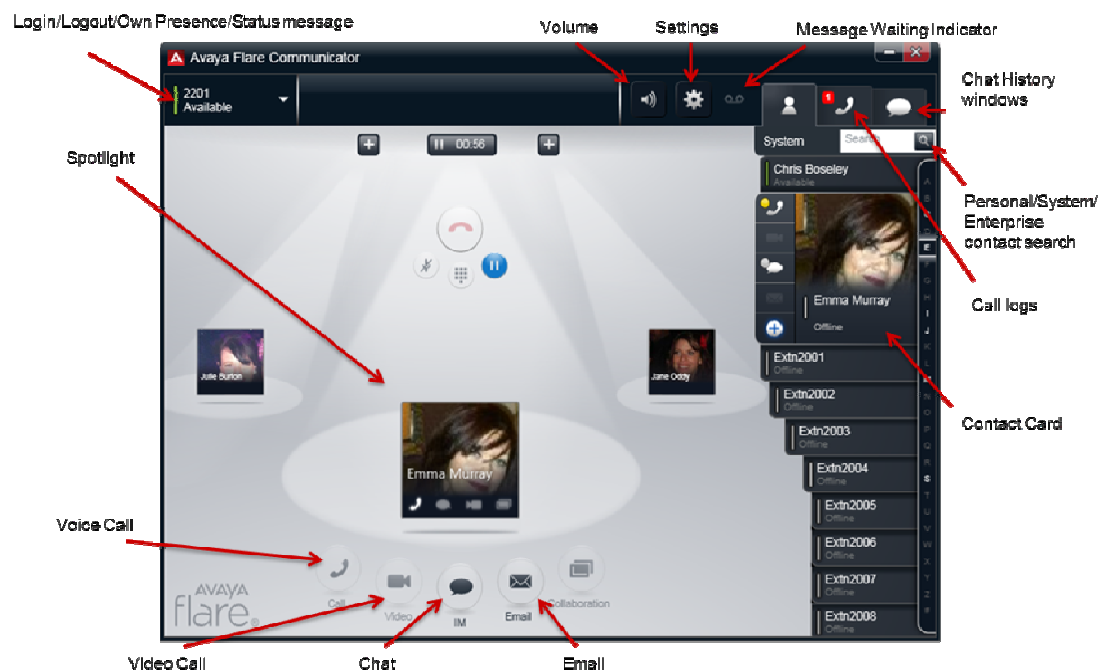 Login/Logout/Own Presence/Status message
Volume
Settings
Message Waiting Indicator
Avaya Flare Communicator
2201
Available
Chat History
windows
00:56
System
Search
Spotlight
Chris Boseley
Available
Personal/System/
Enterprise
contact search
Emma Murray
Offline
Call logs
Julie Burton
Jane Oddy
Extn2001
Offline
Extn2002
Offline
Contact Card
Extn2003
Offline
Emma Murray
Extn2004
Offline
Extn2005
Offline
Voice Call
Extn2006
Offline
Extn2007
Offline
Extn2008
Offline
AVAYA
flare
Call
Video
IM
Email
Collaboration
Video Call
Chat
Email
1
A
B
E
F
G
H
I
J
K
L
N
O
P
Q
R
S
T
U
V
W
X
Y
Z
#